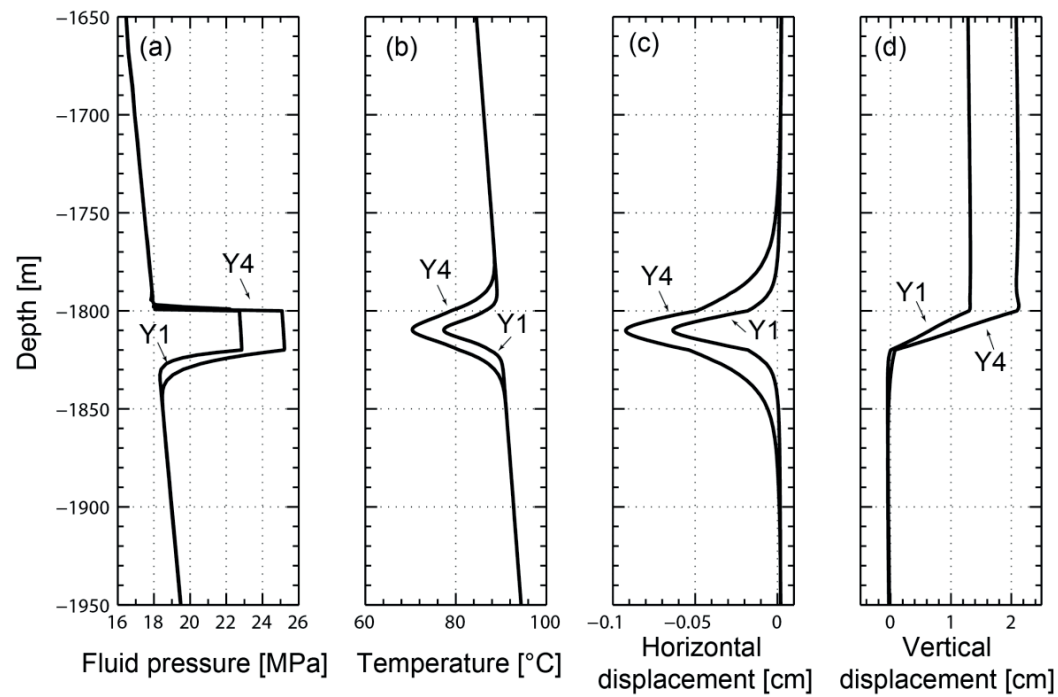 (a)
(b)
(c)
(d)
−1650
−1700
−1750
−1800
−1850
−1900
−1950
Depth [m]
Y4
Y1
Y4
Y1
Y4
Y1
Y1
Y4
16 18 20 22 24 26
60 80 100
−0.1 −0.05 0
0 1 2
Fluid pressure [MPa]
Temperature [°C]
Horizontal
displacement [cm]
Vertical
displacement [cm]